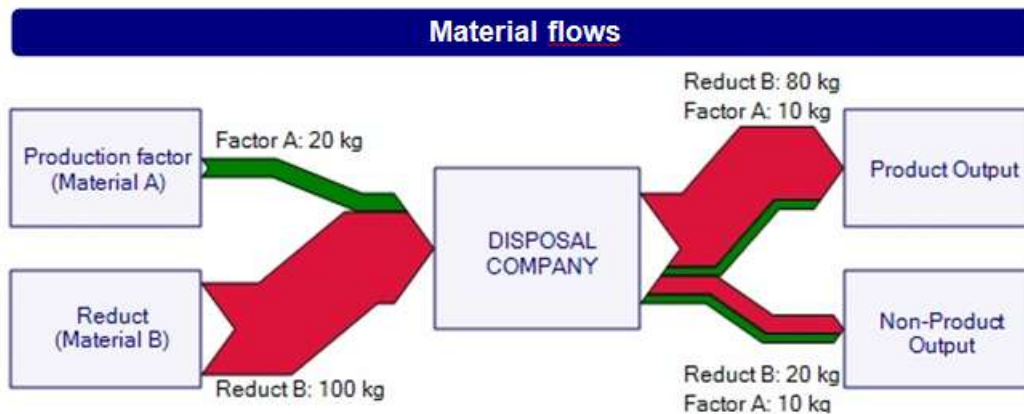 Material flows
Reduct B: 80 kg
Factor A: 10 kg
Factor A: 20 kg
Production factor
(Material A)
Product Output
DISPOSAL
COMPANY
Reduct
(Material B)
Non-Product
Output
Reduct B: 100 kg
Reduct B: 20 kg
Factor A: 10 kg